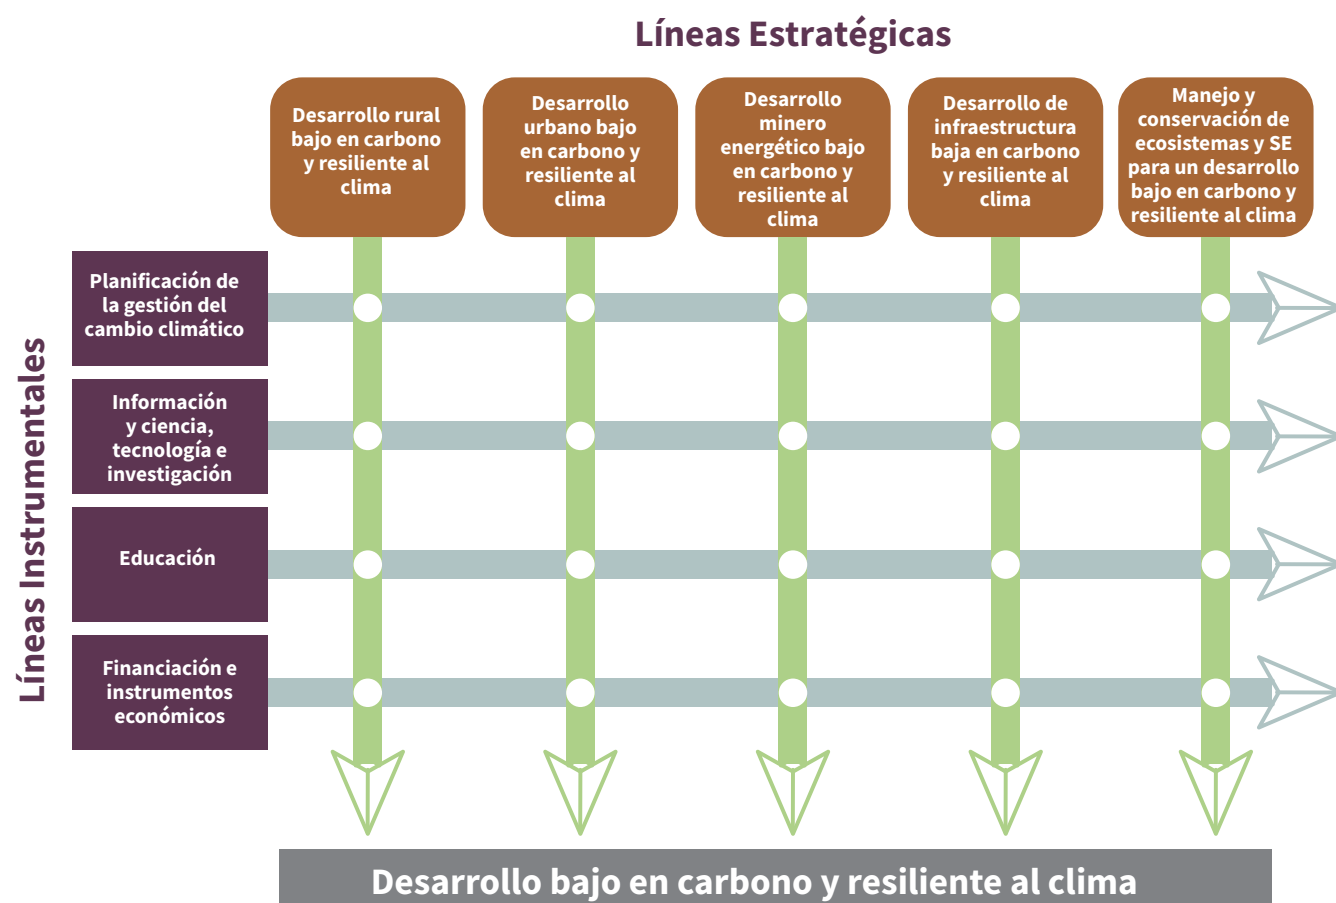 Líneas Estratégicas
Desarrollo rural
bajo en carbono
y resiliente al
clima
Desarrollo
urbano bajo
en carbono y
resiliente al
clima
Desarrollo
minero
energético bajo
en carbono y
resiliente al
clima
Desarrollo de
infraestructura
baja en carbono
y resiliente al
clima
Manejo y
conservación de
ecosistemas y SE
para un desarrollo
bajo en carbono y
resiliente al clima
Líneas Instrumentales
Planificación de
la gestión del
cambio climático
Información
y ciencia,
tecnología e
investigación
Educación
Financiación e
instrumentos
económicos
Desarrollo bajo en carbono y resiliente al clima